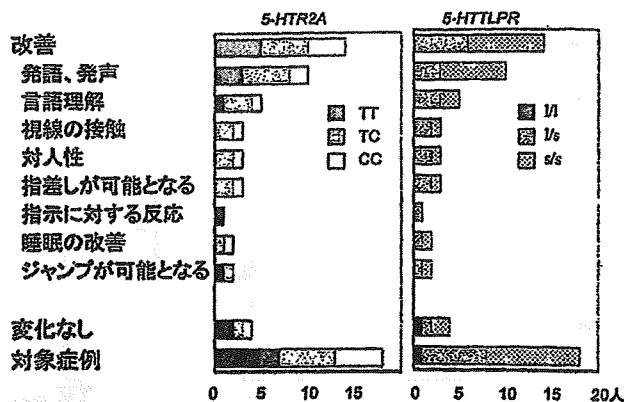 5-HTR2A
5-HTTLPR
改善
発語、発声
言語理解
視線の接触
対人性
指差しが可能となる
指示に対する反応
睡眠の改善
ジャンプが可能となる
変化なし
対象症例
TT
TC
CC
l/l
l/s
s/s
0 5 10 15
0 5 10 15 20人